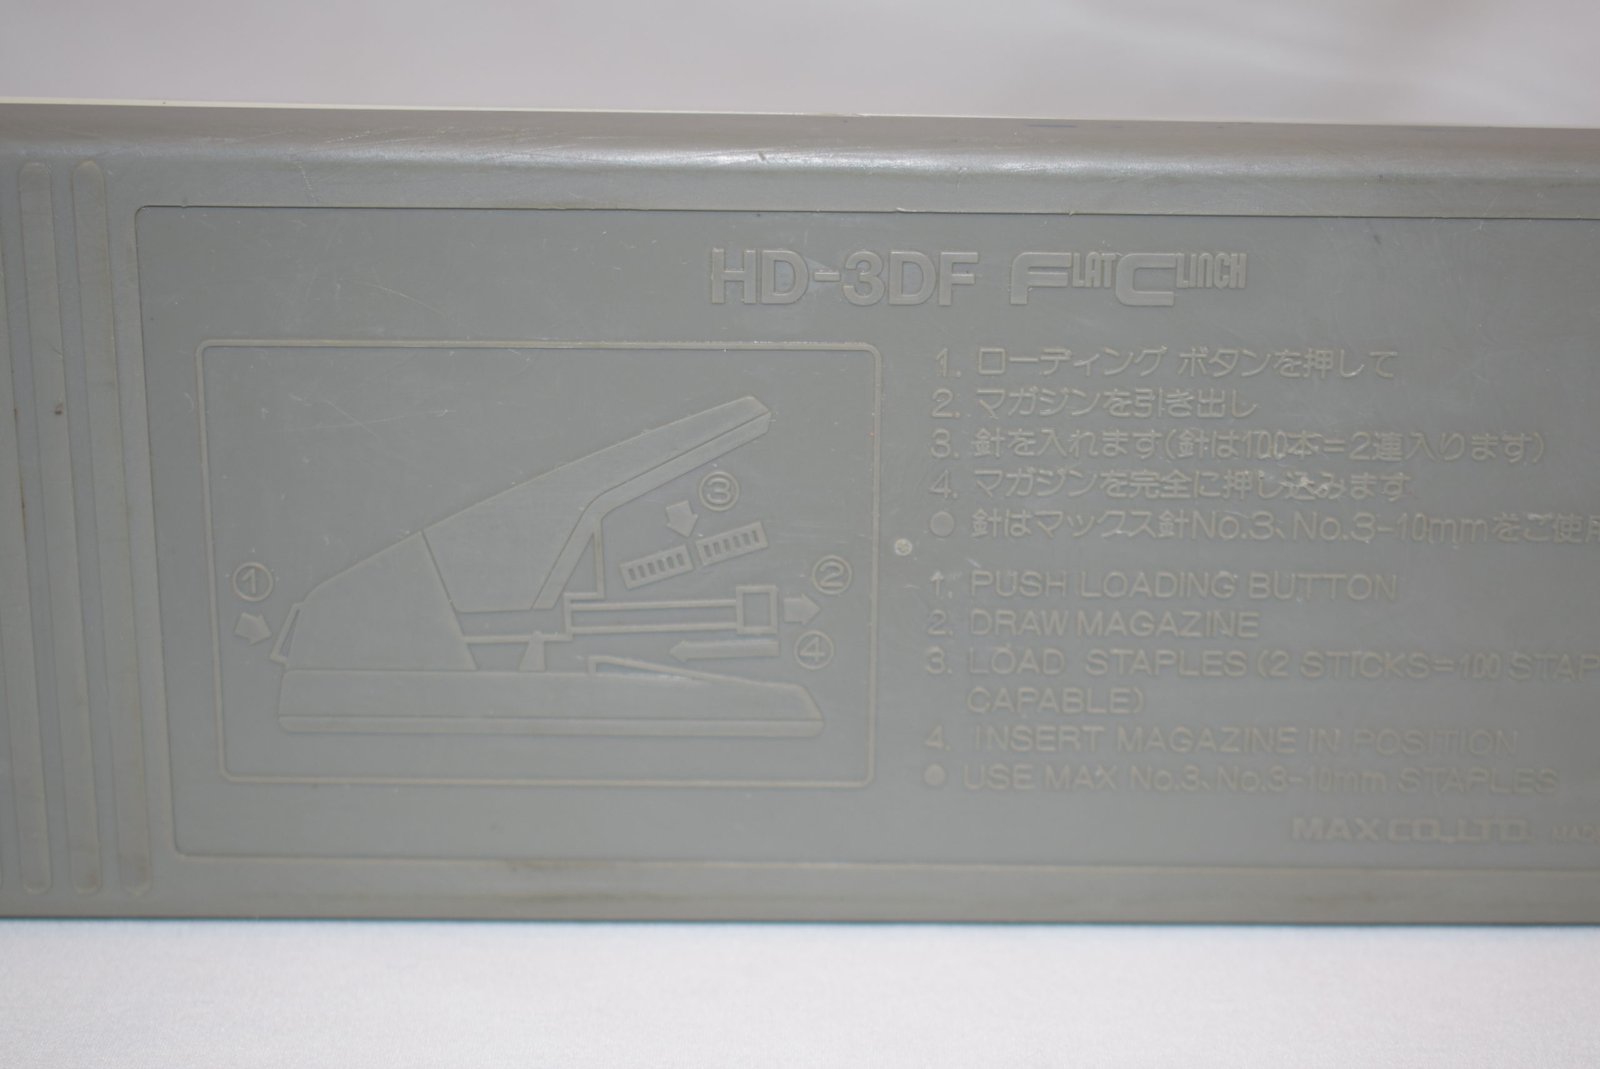 HD-3DF FLAT CLINCH
1. ローディング ボタンを押して
2. マガジンを引き出し
3. 針を入れます(針は100本=2連入ります)
4. マガジンを完全に押し込みます
● 針はマックス針No.3、No.3-10mmをご使用
1. PUSH LOADING BUTTON
2. DRAW MAGAZINE
3. LOAD STAPLES (2 STICKS=100 STAP
CAPABLE)
4. INSERT MAGAZINE IN POSITION
● USE MAX No.3、No.3-10mm STAPLES
MAX CO., LTD.
①
②
③
④